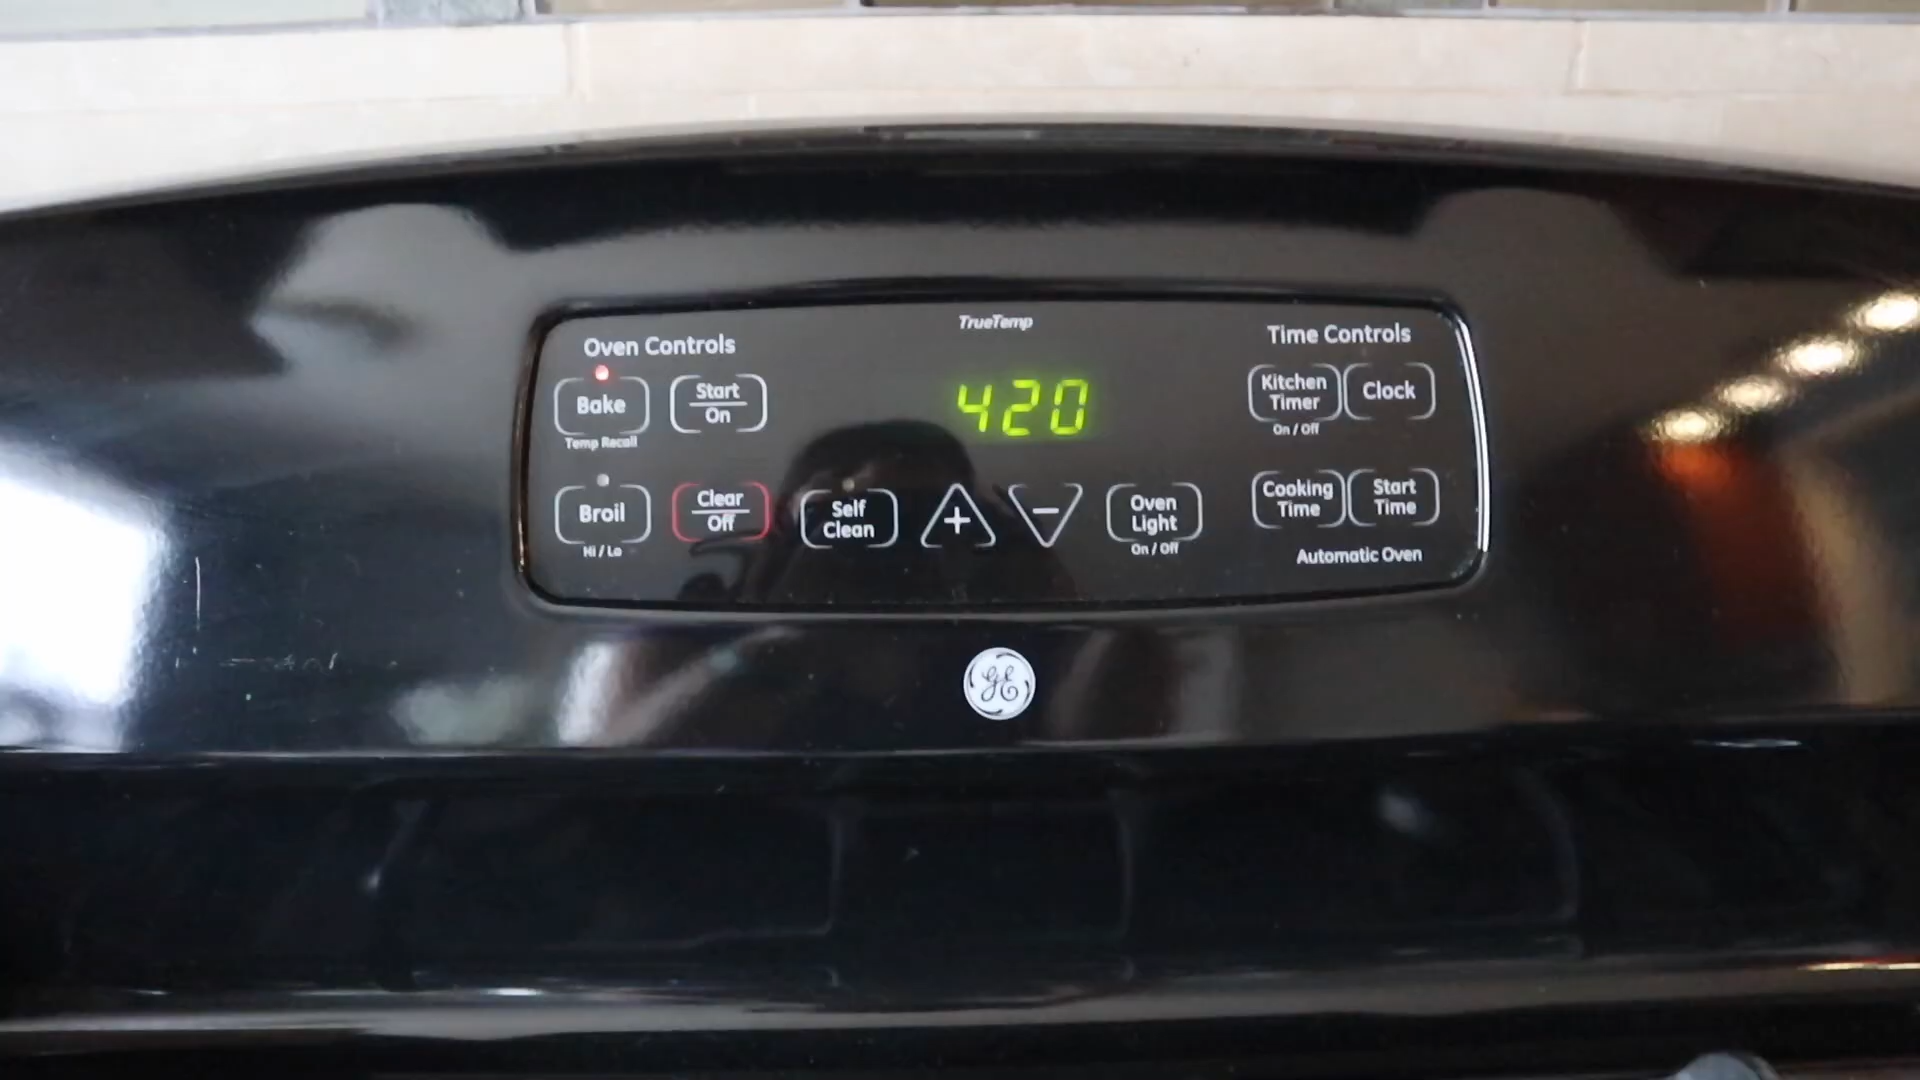 TrueTemp
Oven Controls
Time Controls
Bake
Temp Recall
Start
On
420
Kitchen
Timer
On / Off
Clock
Broil
Hi / Lo
Clear
Off
Self
Clean
+
−
Oven
Light
On / Off
Cooking
Time
Start
Time
Automatic Oven
GE